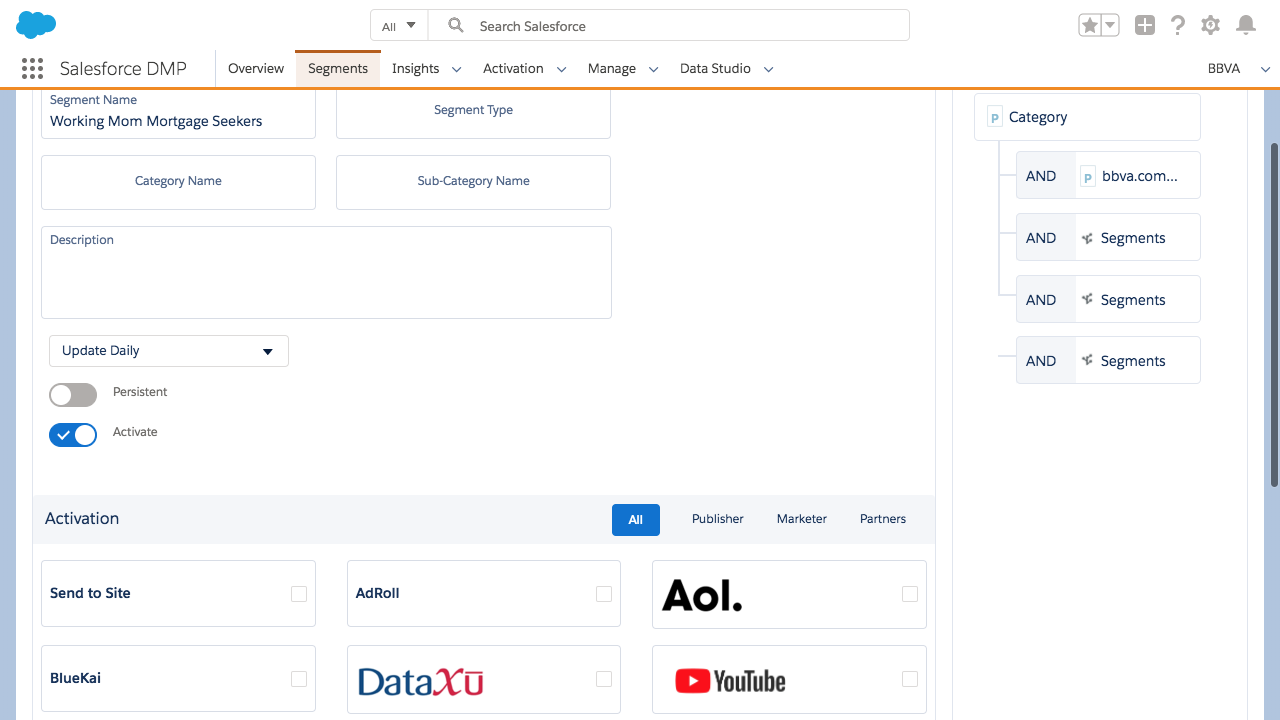 All
Search Salesforce
Salesforce DMP
Overview
Segments
Insights
Activation
Manage
Data Studio
BBVA
Segment Name
Working Mom Mortgage Seekers
Segment Type
Category Name
Sub-Category Name
Description
Update Daily
Persistent
Activate
Activation
All
Publisher
Marketer
Partners
Send to Site
AdRoll
Aol.
BlueKai
DataXū
YouTube
p Category
AND p bbva.com...
AND Segments
AND Segments
AND Segments